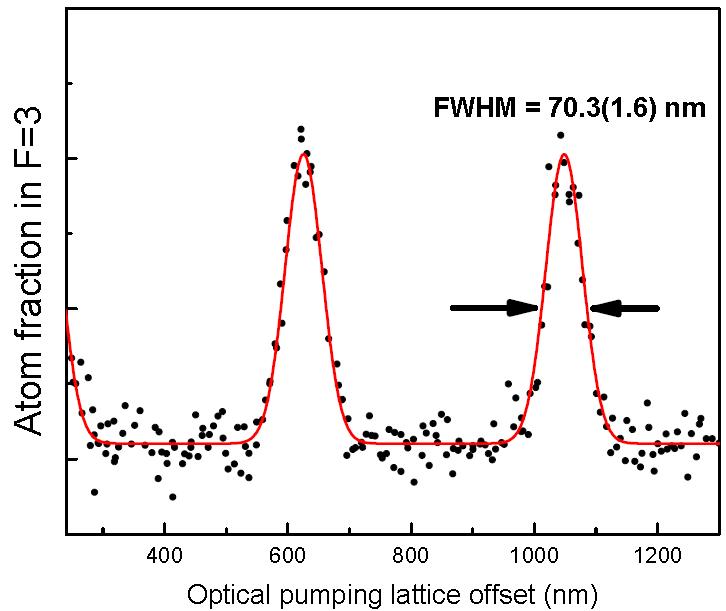 FWHM = 70.3(1.6) nm
Atom fraction in F=3
400 600 800 1000 1200
Optical pumping lattice offset (nm)